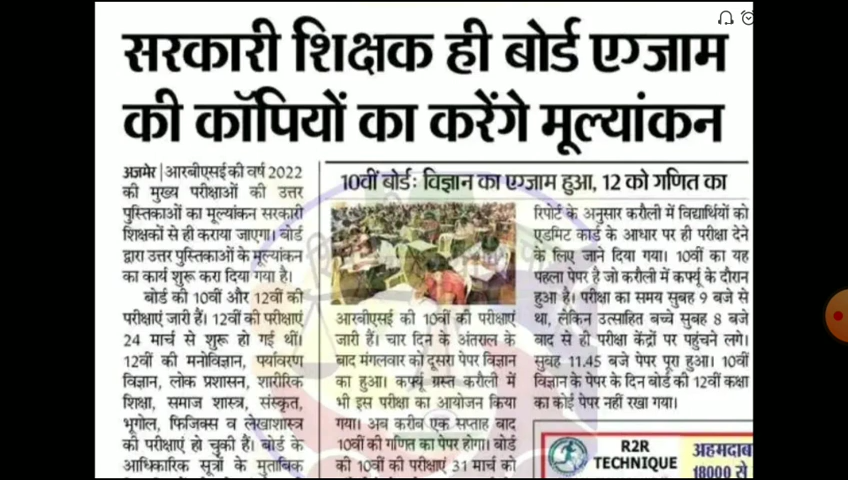 सरकारी शिक्षक ही बोर्ड एग्जाम
की कॉपियों का करेंगे मूल्यांकन
अजमेर | आरबीएसई की वर्ष 2022
की मुख्य परीक्षाओं की उत्तर
पुस्तिकाओं का मूल्यांकन सरकारी
शिक्षकों से ही कराया जाएगा। बोर्ड
द्वारा उत्तर पुस्तिकाओं के मूल्यांकन
का कार्य शुरू करा दिया गया है।
बोर्ड की 10वीं और 12वीं की
परीक्षाएं जारी हैं। 12वीं की परीक्षाएं
24 मार्च से शुरू हो गई थीं।
12वीं की मनोविज्ञान, पर्यावरण
विज्ञान, लोक प्रशासन, शारीरिक
शिक्षा, समाज शास्त्र, संस्कृत,
भूगोल, फिजिक्स व लेखाशास्त्र
की परीक्षाएं हो चुकी हैं। बोर्ड के
आधिकारिक सूत्रों के मुताबिक
10वीं बोर्ड: विज्ञान का एग्जाम हुआ, 12 को गणित का
आरबीएसई की 10वीं की परीक्षाएं
जारी हैं। चार दिन के अंतराल के
बाद मंगलवार को दूसरा पेपर विज्ञान
का हुआ। कर्फ्यू ग्रस्त करौली में
भी इस परीक्षा का आयोजन किया
गया। अब करीब एक सप्ताह बाद
10वीं की गणित का पेपर होगा। बोर्ड
की 10वीं की परीक्षाएं 31 मार्च को
रिपोर्ट के अनुसार करौली में विद्यार्थियों को
एडमिट कार्ड के आधार पर ही परीक्षा देने
के लिए जाने दिया गया। 10वीं का यह
पहला पेपर है जो करौली में कर्फ्यू के दौरान
हुआ है। परीक्षा का समय सुबह 9 बजे से
था, लेकिन उत्साहित बच्चे सुबह 8 बजे
बाद से ही परीक्षा केंद्रों पर पहुंचने लगे।
सुबह 11.45 बजे पेपर पूरा हुआ। 10वीं
विज्ञान के पेपर के दिन बोर्ड की 12वीं कक्षा
का कोई पेपर नहीं रखा गया।
R2R
TECHNIQUE
अहमदाब
18000 से